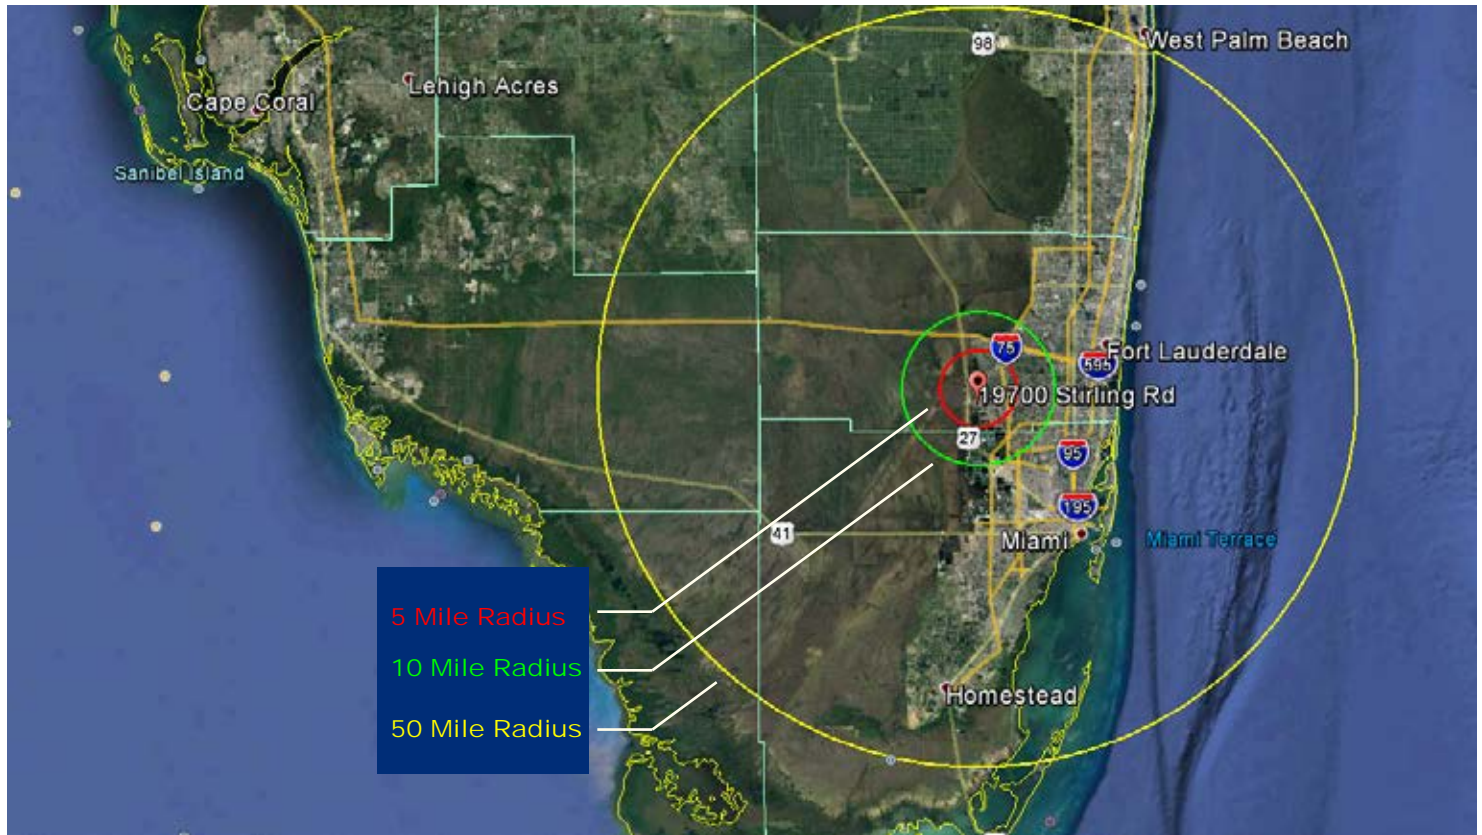 98
West Palm Beach
Lehigh Acres
Cape Coral
Sanibel Island
75
Fort Lauderdale
595
19700 Stirling Rd
27
95
195
41
Miami
Miami Terrace
5 Mile Radius
10 Mile Radius
50 Mile Radius
Homestead